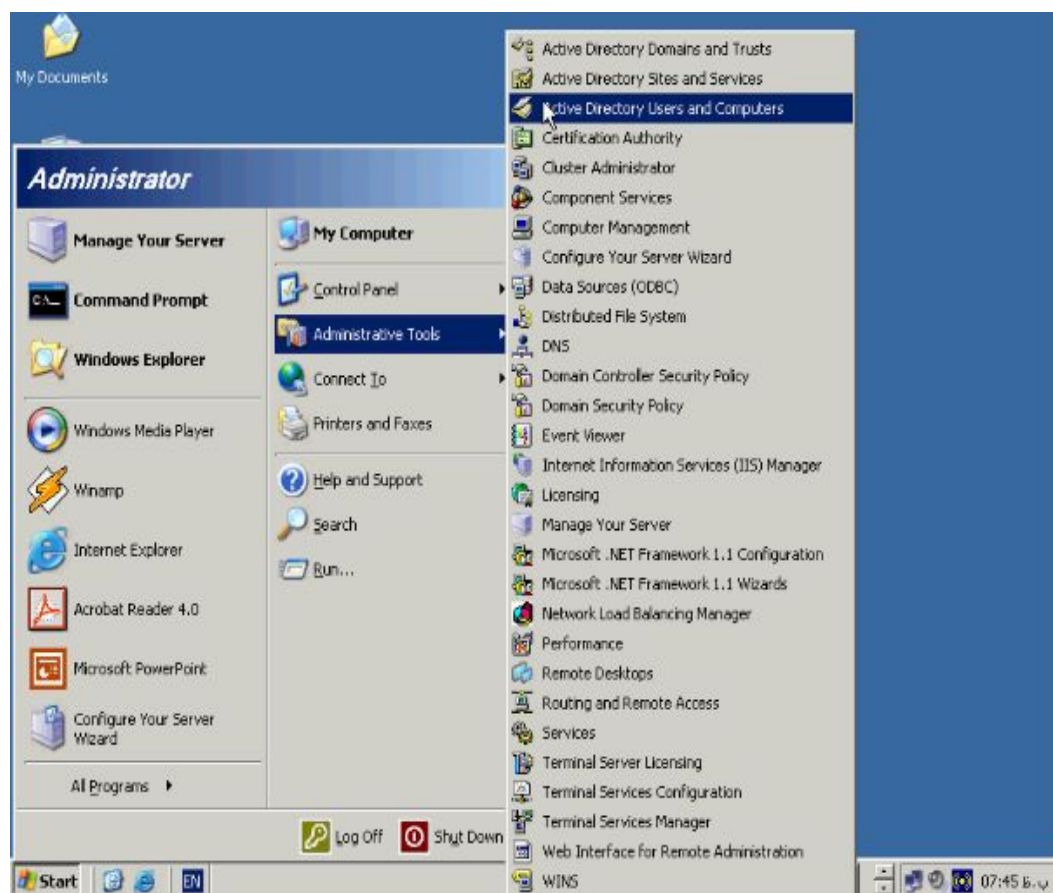 My Documents
Administrator
Manage Your Server
Command Prompt
Windows Explorer
Windows Media Player
Winamp
Internet Explorer
Acrobat Reader 4.0
Microsoft PowerPoint
Configure Your Server
Wizard
All Programs
My Computer
Control Panel
Administrative Tools
Connect To
Printers and Faxes
Help and Support
Search
Run...
Log Off
Shut Down
Active Directory Domains and Trusts
Active Directory Sites and Services
Active Directory Users and Computers
Certification Authority
Cluster Administrator
Component Services
Computer Management
Configure Your Server Wizard
Data Sources (ODBC)
Distributed File System
DNS
Domain Controller Security Policy
Domain Security Policy
Event Viewer
Internet Information Services (IIS) Manager
Licensing
Manage Your Server
Microsoft .NET Framework 1.1 Configuration
Microsoft .NET Framework 1.1 Wizards
Network Load Balancing Manager
Performance
Remote Desktops
Routing and Remote Access
Services
Terminal Server Licensing
Terminal Services Configuration
Terminal Services Manager
Web Interface for Remote Administration
WINS
Start
EN
07:45